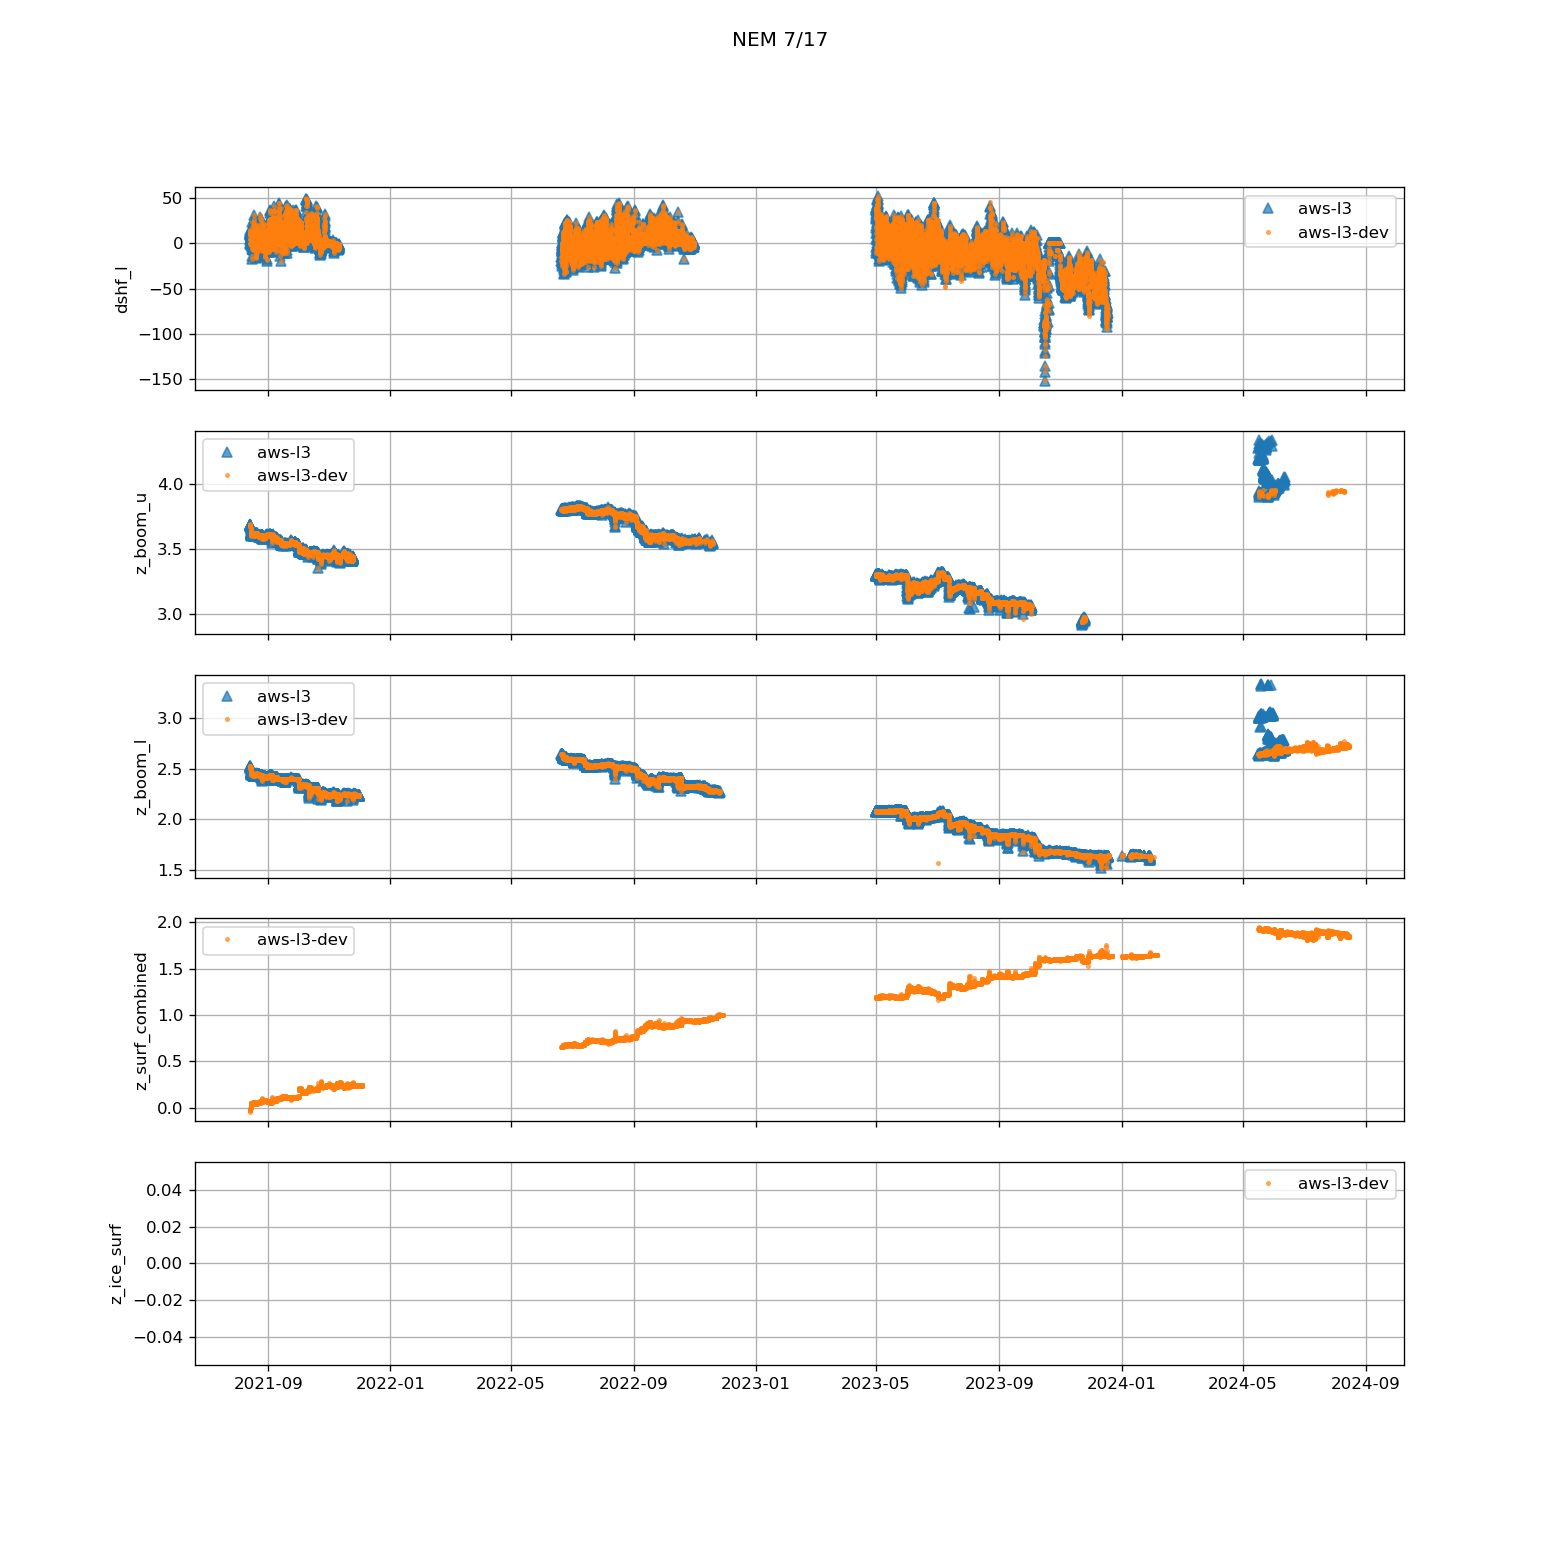 NEM 7/17
50
0
−50
−100
−150
dshf_l
aws-l3
aws-l3-dev
4.0
3.5
3.0
z_boom_u
aws-l3
aws-l3-dev
3.0
2.5
2.0
1.5
z_boom_l
aws-l3
aws-l3-dev
2.0
1.5
1.0
0.5
0.0
z_surf_combined
aws-l3-dev
0.04
0.02
0.00
−0.02
−0.04
z_ice_surf
aws-l3-dev
2021-09 2022-01 2022-05 2022-09 2023-01 2023-05 2023-09 2024-01 2024-05 2024-09